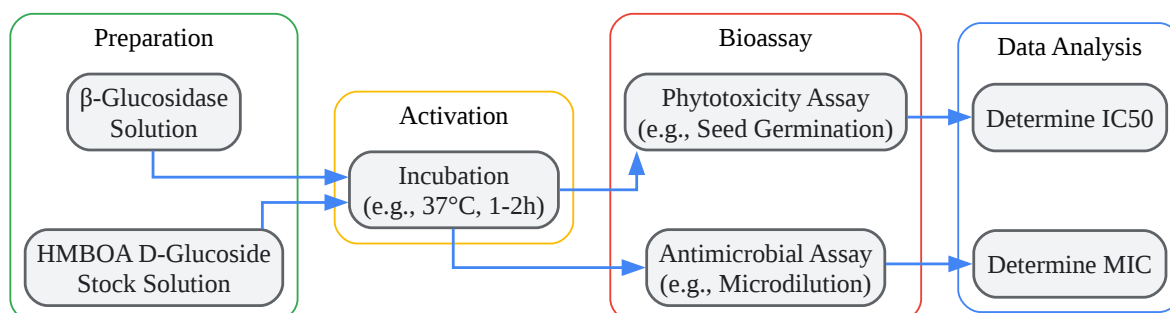 Preparation
β-Glucosidase
Solution
HMBOA D-Glucoside
Stock Solution
Activation
Incubation
(e.g., 37°C, 1-2h)
Bioassay
Phytotoxicity Assay
(e.g., Seed Germination)
Antimicrobial Assay
(e.g., Microdilution)
Data Analysis
Determine IC50
Determine MIC